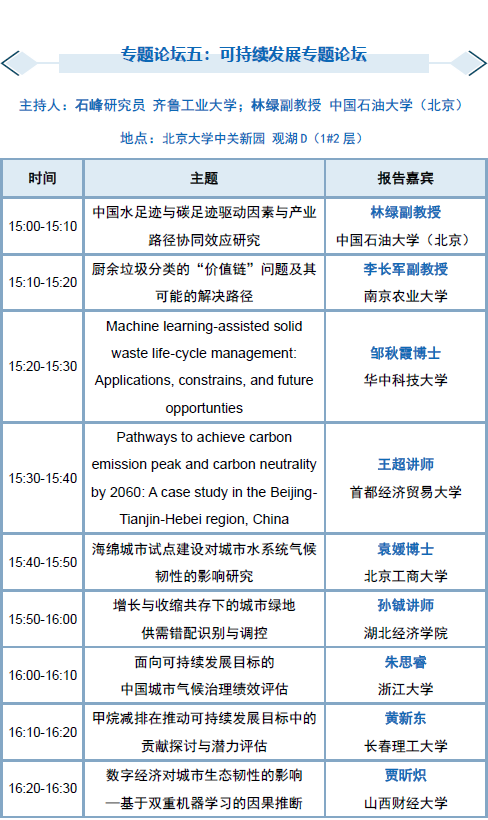 专题论坛五：可持续发展专题论坛
主持人：石峰研究员 齐鲁工业大学；林绿副教授 中国石油大学（北京）
地点：北京大学中关新园 观湖D（1#2层）
时间 主题 报告嘉宾
15:00-15:10
中国水足迹与碳足迹驱动因素与产业
路径协同效应研究
林绿副教授
中国石油大学（北京）
15:10-15:20
厨余垃圾分类的“价值链”问题及其
可能的解决路径
李长军副教授
南京农业大学
15:20-15:30
Machine learning-assisted solid
waste life-cycle management:
Applications, constrains, and future
opportunties
邹秋霞博士
华中科技大学
15:30-15:40
Pathways to achieve carbon
emission peak and carbon neutrality
by 2060: A case study in the Beijing-
Tianjin-Hebei region, China
王超讲师
首都经济贸易大学
15:40-15:50
海绵城市试点建设对城市水系统气候
韧性的影响研究
袁媛博士
北京工商大学
15:50-16:00
增长与收缩共存下的城市绿地
供需错配识别与调控
孙钺讲师
湖北经济学院
16:00-16:10
面向可持续发展目标的
中国城市气候治理绩效评估
朱思睿
浙江大学
16:10-16:20
甲烷减排在推动可持续发展目标中的
贡献探讨与潜力评估
黄新东
长春理工大学
16:20-16:30
数字经济对城市生态韧性的影响
—基于双重机器学习的因果推断
贾昕炽
山西财经大学